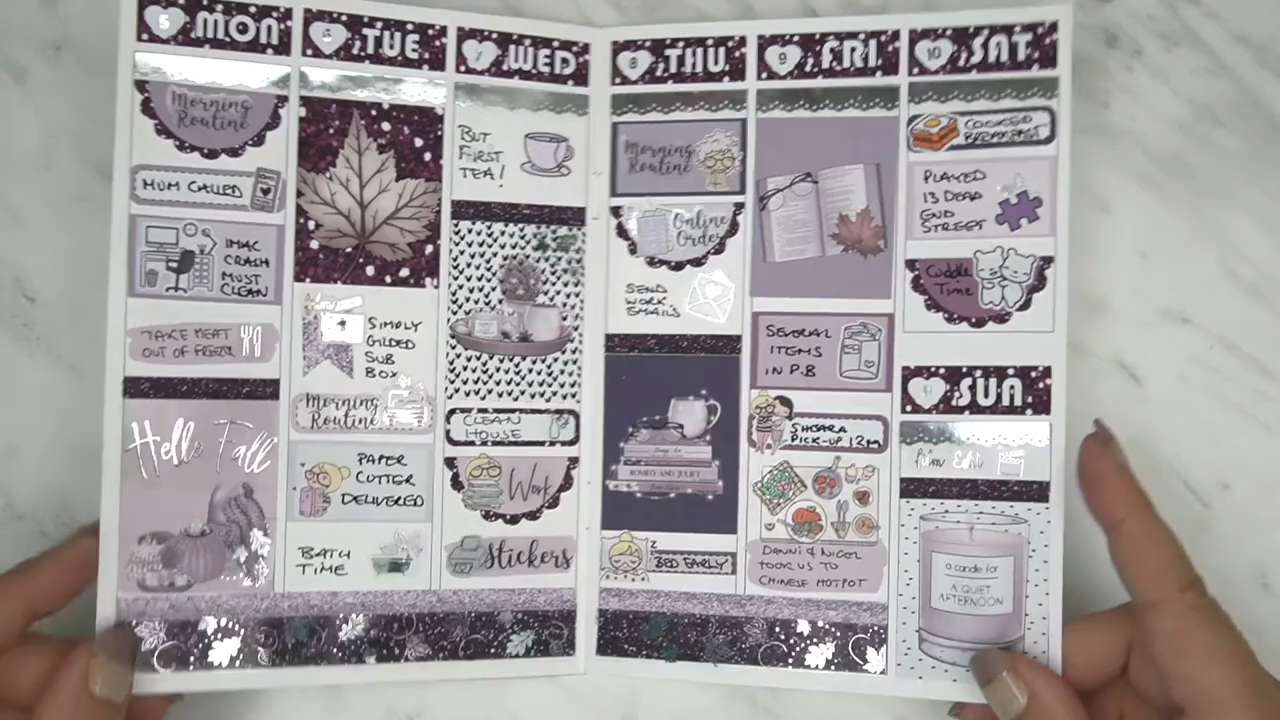 5 MON
Morning
Routine
MUM CALLED
IMAC
CRASH
MUST
CLEAN
TAKE MEAT
OUT OF FREEZER
Hello Fall
6 TUE
SIMPLY
GILDED
SUB
BOX
Morning
Routine
PAPER
CUTTER
DELIVERED
BATH
TIME
7 WED
BUT
FIRST
TEA!
CLEAN
HOUSE
Work
Stickers
8 THU
Morning
Routine
Online
Order
SEND
WORK
EMAILS
ROMEO AND JULIET
BED EARLY
9 FRI
SEVERAL
ITEMS
IN P.B
SHEARA
PICK-UP 12PM
DANNI & NIGEL
TOOK US TO
CHINESE HOTPOT
10 SAT
COOKED
BREAKFAST
PLAYED
13 DEAD
END
STREET
Cuddle
Time
SUN
Film Edit
a candle for
A QUIET
AFTERNOON